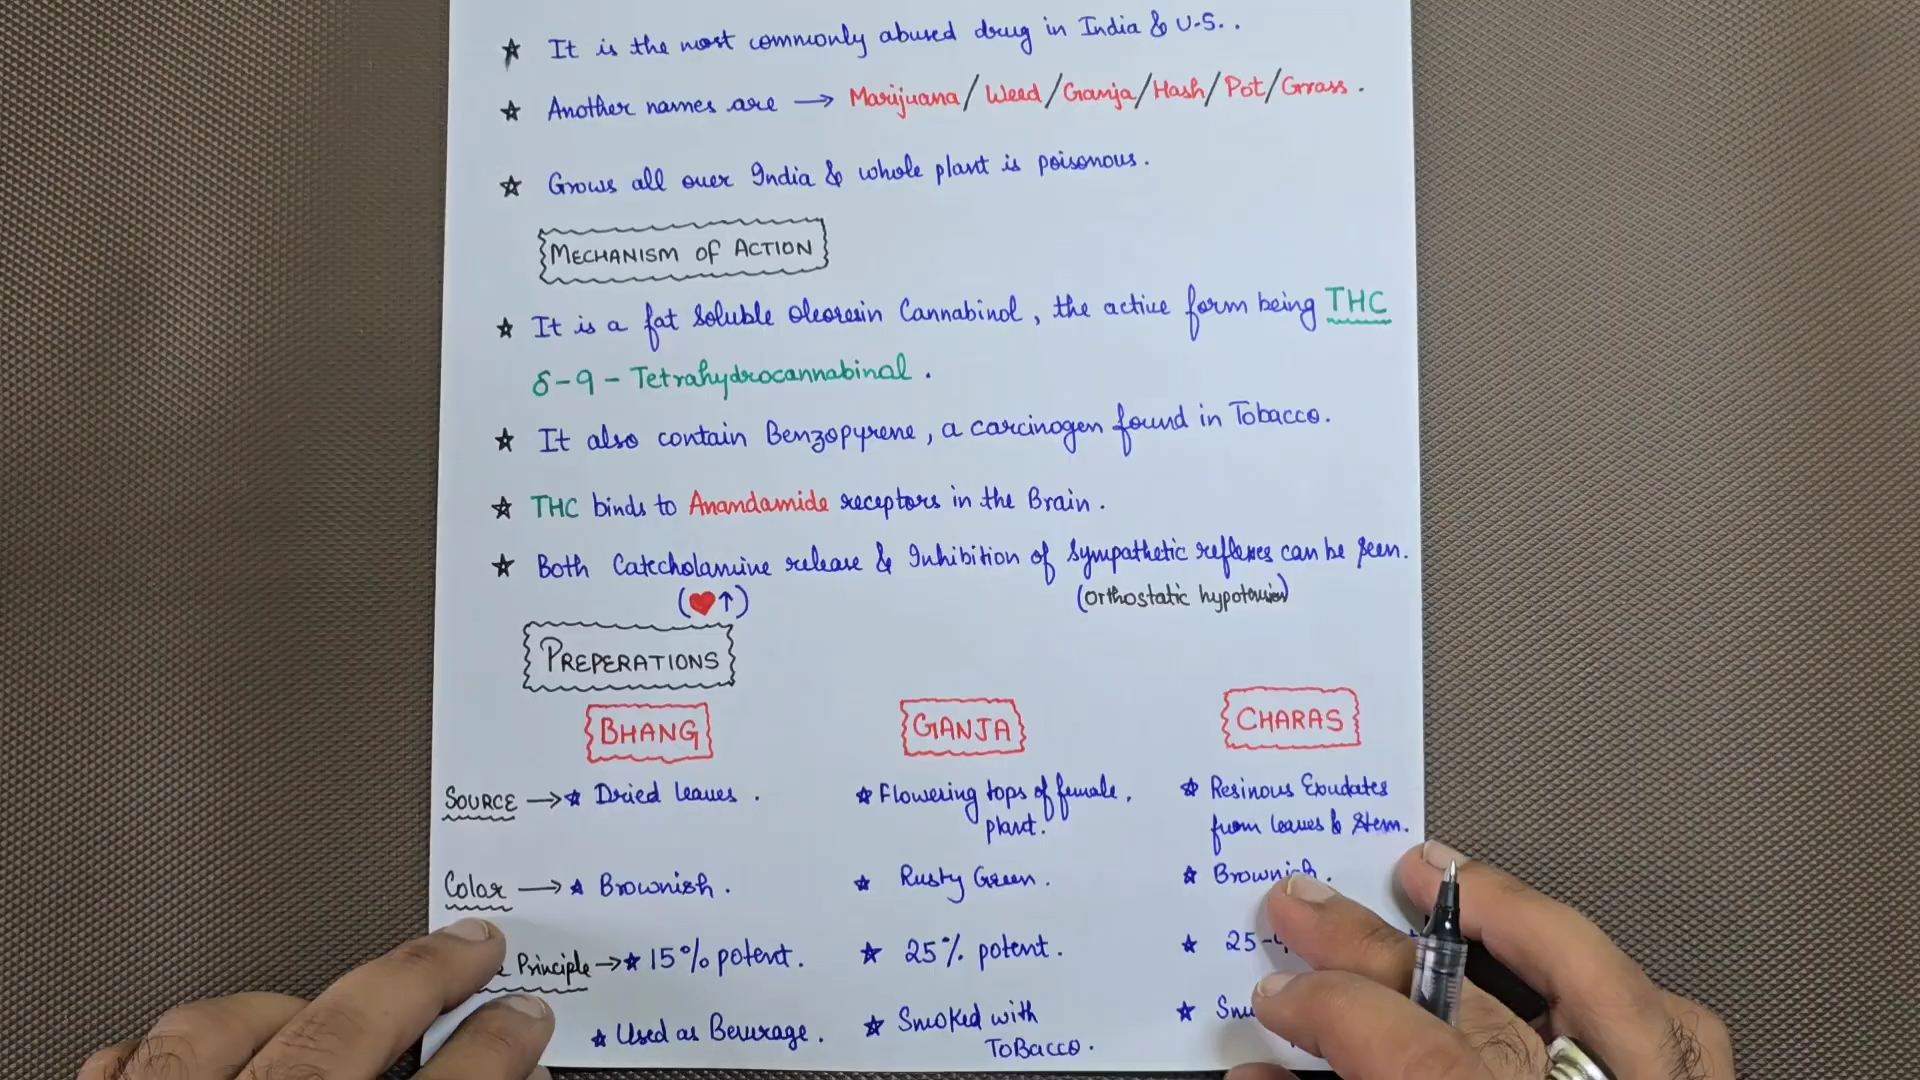 ☆ It is the most commonly abused drug in India & U.S..
☆ Another names are → Marijuana/Weed/Ganja/Hash/Pot/Grass.
☆ Grows all over India & whole plant is poisonous.
MECHANISM OF ACTION
☆ It is a fat soluble oleoresin Cannabinol, the active form being THC
δ-9-Tetrahydrocannabinal.
☆ It also contain Benzopyrene, a carcinogen found in Tobacco.
☆ THC binds to Anandamide receptors in the Brain.
☆ Both Catecholamine release & Inhibition of sympathetic reflexes can be seen.
(♥↑) (orthostatic hypotension)
PREPERATIONS
BHANG GANJA CHARAS
SOURCE → ☆ Dried leaves. ☆ Flowering tops of female, ☆ Resinous Exudates
plant. from leaves & stem.
Color → ☆ Brownish. ☆ Rusty Green. ☆ Brownish.
Principle → ☆ 15% potent. ☆ 25% potent. ☆ 25-
☆ Used as Beverage. ☆ Smoked with ☆
ToBacco.